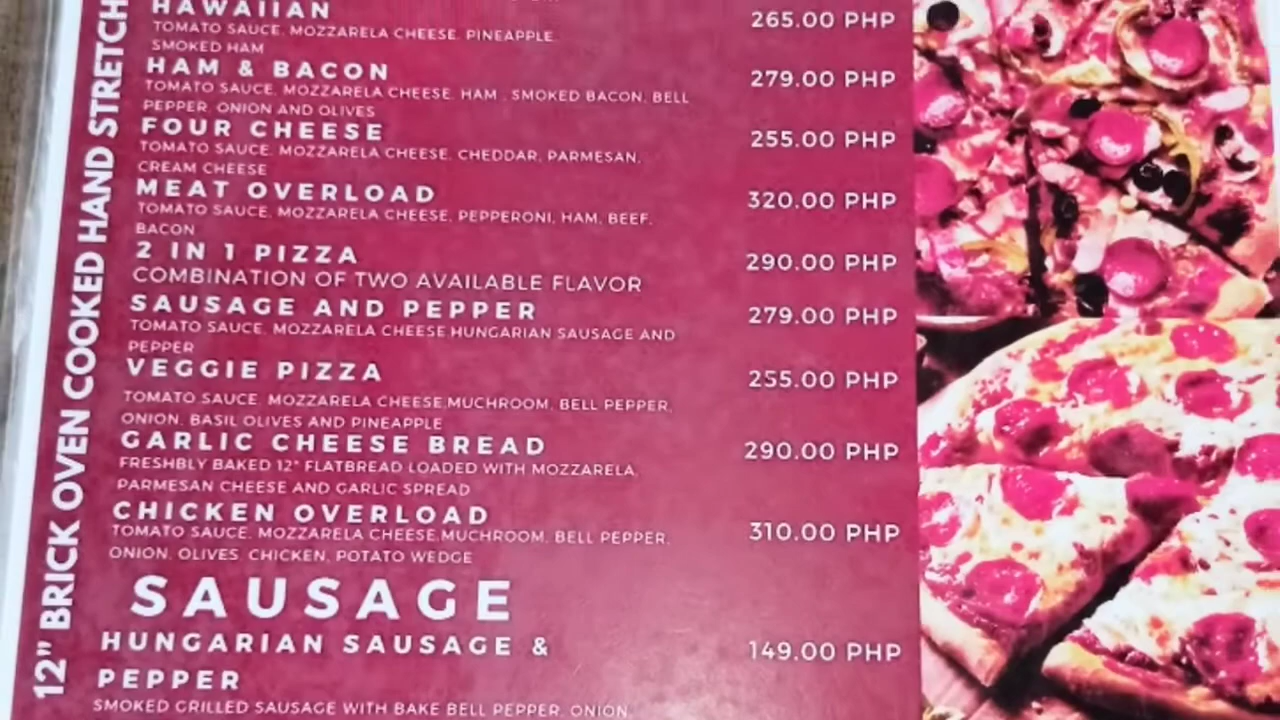 HAWAIIAN 265.00 PHP
TOMATO SAUCE, MOZZARELA CHEESE, PINEAPPLE,
SMOKED HAM
HAM & BACON 279.00 PHP
TOMATO SAUCE, MOZZARELA CHEESE, HAM , SMOKED BACON, BELL
PEPPER, ONION AND OLIVES
FOUR CHEESE 255.00 PHP
TOMATO SAUCE, MOZZARELA CHEESE, CHEDDAR, PARMESAN,
CREAM CHEESE
MEAT OVERLOAD 320.00 PHP
TOMATO SAUCE, MOZZARELA CHEESE, PEPPERONI, HAM, BEEF,
BACON
2 IN 1 PIZZA 290.00 PHP
COMBINATION OF TWO AVAILABLE FLAVOR
SAUSAGE AND PEPPER 279.00 PHP
TOMATO SAUCE, MOZZARELA CHEESE,HUNGARIAN SAUSAGE AND
PEPPER
VEGGIE PIZZA 255.00 PHP
TOMATO SAUCE, MOZZARELA CHEESE,MUCHROOM, BELL PEPPER,
ONION, BASIL OLIVES AND PINEAPPLE
GARLIC CHEESE BREAD 290.00 PHP
FRESHBLY BAKED 12" FLATBREAD LOADED WITH MOZZARELA,
PARMESAN CHEESE AND GARLIC SPREAD
CHICKEN OVERLOAD 310.00 PHP
TOMATO SAUCE, MOZZARELA CHEESE,MUCHROOM, BELL PEPPER,
ONION, OLIVES, CHICKEN, POTATO WEDGE
SAUSAGE
HUNGARIAN SAUSAGE & 149.00 PHP
PEPPER
SMOKED GRILLED SAUSAGE WITH BAKE BELL PEPPER, ONION,
12" BRICK OVEN COOKED HAND STRETCH